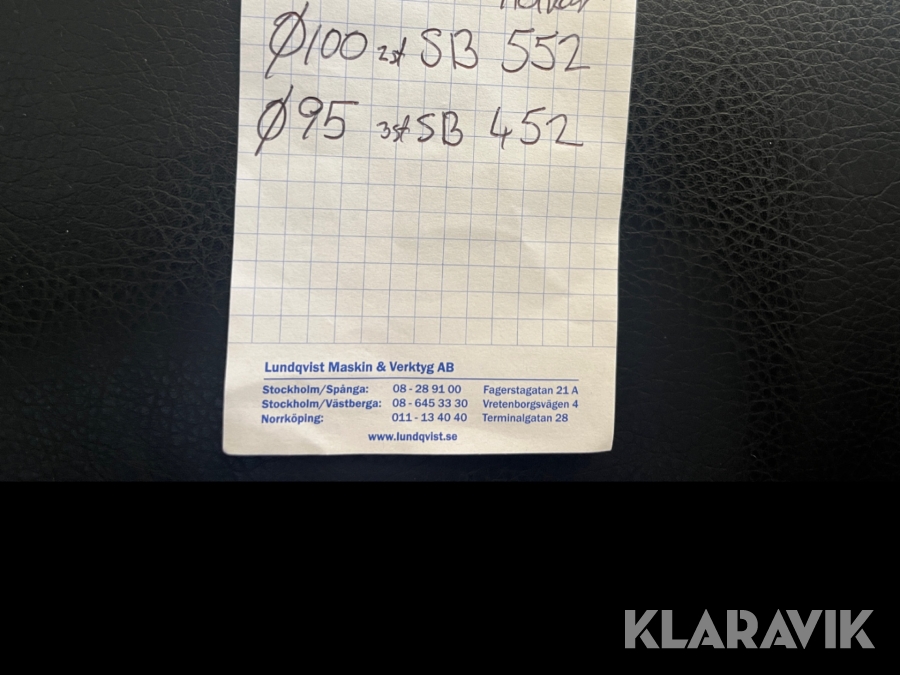 Ø100 2st SB 552
Ø95 3st SB 452
Lundqvist Maskin & Verktyg AB
Stockholm/Spånga: 08 - 28 91 00 Fagerstagatan 21 A
Stockholm/Västberga: 08 - 645 33 30 Vretenborgsvägen 4
Norrköping: 011 - 13 40 40 Terminalgatan 28
www.lundqvist.se
KLARAVIK